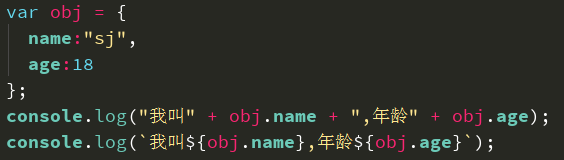 var obj = {
  name:"sj",
  age:18
};
console.log("我叫" + obj.name + ",年龄" + obj.age);
console.log(`我叫${obj.name},年龄${obj.age}`);